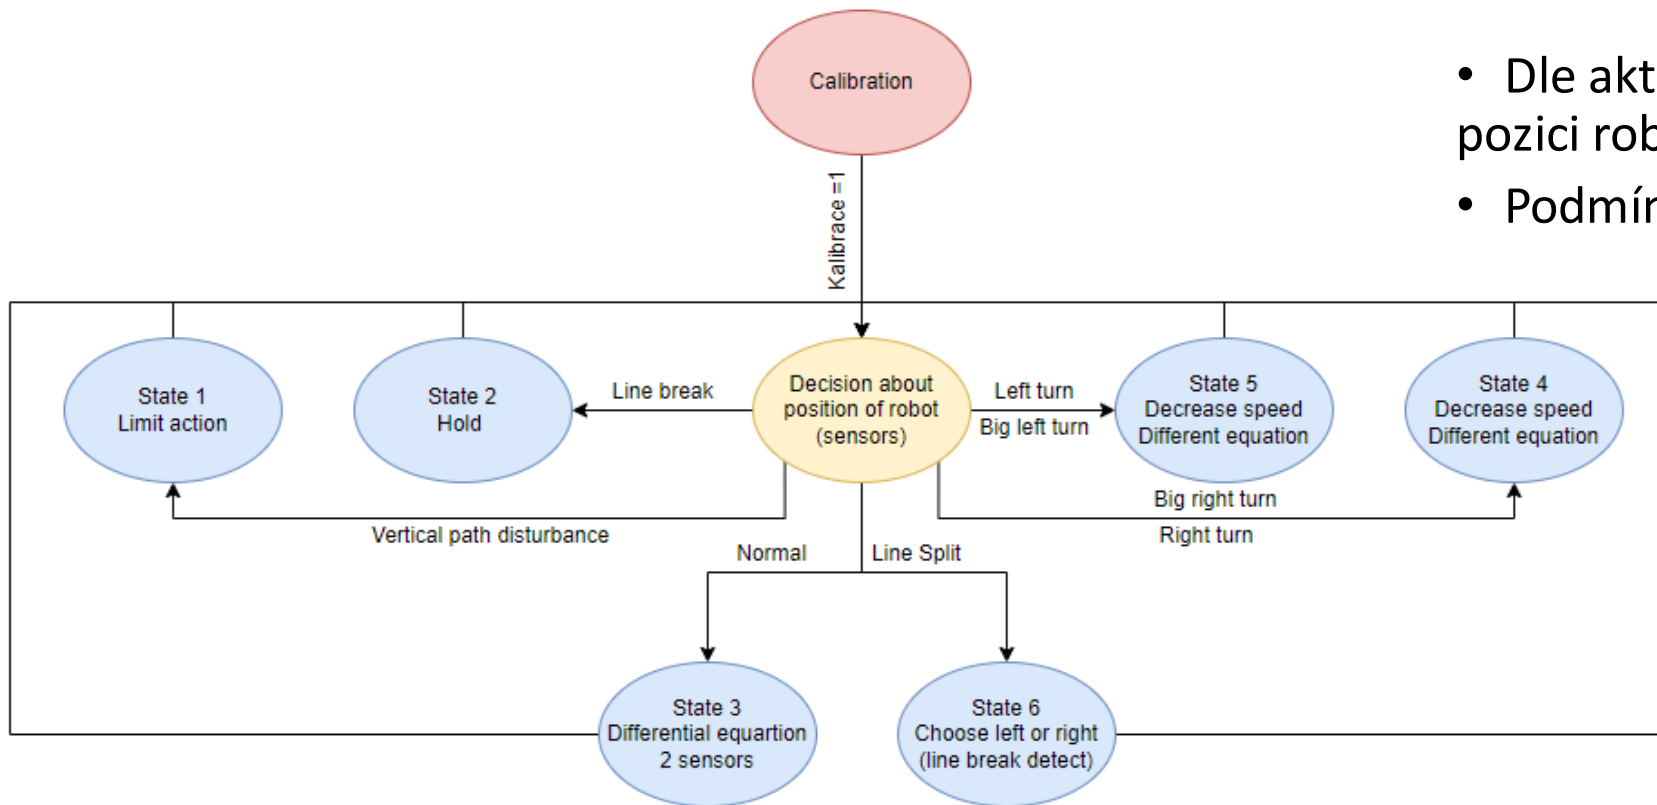 Calibration
• Dle
pozici
• 
Kalibrace =1
State 1
Limit action
State 2
Hold
Line break
Decision about
position of robot
(sensors)
Left turn
Big left turn
State 5
Decrease speed
Different equation
State 4
Decrease speed
Different equation
Big right turn
Right turn
Vertical path disturbance
Normal
Line Split
State 3
Differential equartion
2 sensors
State 6
Choose left or right
(line break detect)